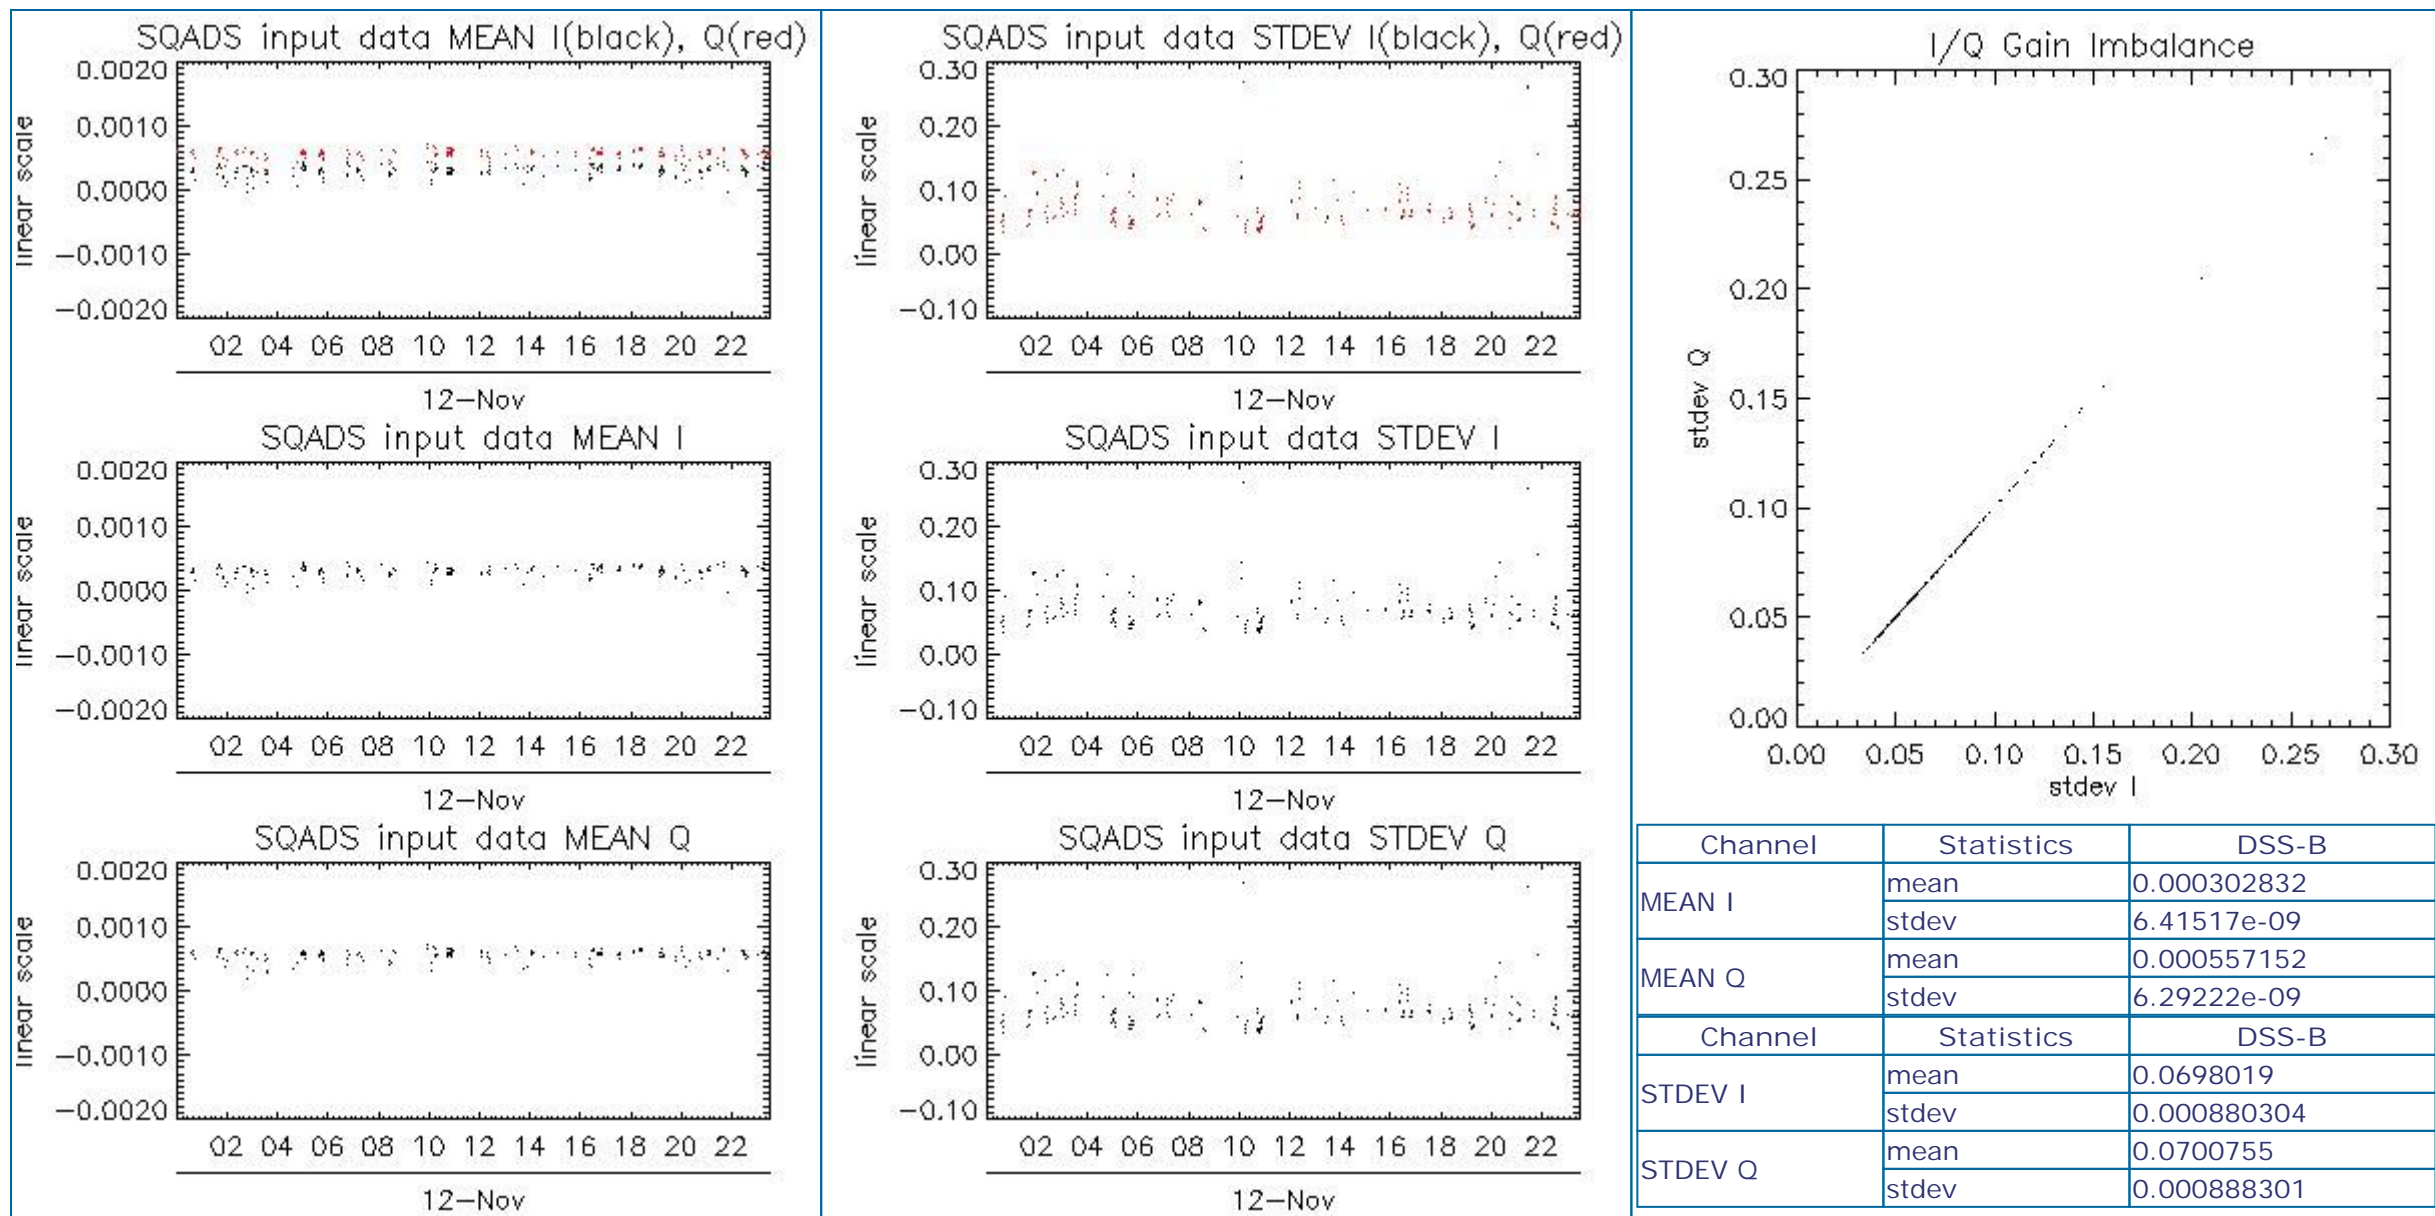 SQADS input data MEAN I(black), Q(red)
0.0020
0.0010
0.0000
−0.0010
−0.0020
linear scale
02 04 06 08 10 12 14 16 18 20 22
12−Nov
SQADS input data MEAN I
0.0020
0.0010
0.0000
−0.0010
−0.0020
linear scale
02 04 06 08 10 12 14 16 18 20 22
12−Nov
SQADS input data MEAN Q
0.0020
0.0010
0.0000
−0.0010
−0.0020
linear scale
02 04 06 08 10 12 14 16 18 20 22
12−Nov
SQADS input data STDEV I(black), Q(red)
0.30
0.20
0.10
0.00
−0.10
linear scale
02 04 06 08 10 12 14 16 18 20 22
12−Nov
SQADS input data STDEV I
0.30
0.20
0.10
0.00
−0.10
linear scale
02 04 06 08 10 12 14 16 18 20 22
12−Nov
SQADS input data STDEV Q
0.30
0.20
0.10
0.00
−0.10
linear scale
02 04 06 08 10 12 14 16 18 20 22
12−Nov
I/Q Gain Imbalance
0.30
0.25
0.20
0.15
0.10
0.05
0.00
stdev Q
0.00 0.05 0.10 0.15 0.20 0.25 0.30
stdev I
Channel Statistics DSS-B
MEAN I mean 0.000302832
stdev 6.41517e-09
MEAN Q mean 0.000557152
stdev 6.29222e-09
Channel Statistics DSS-B
STDEV I mean 0.0698019
stdev 0.000880304
STDEV Q mean 0.0700755
stdev 0.000888301